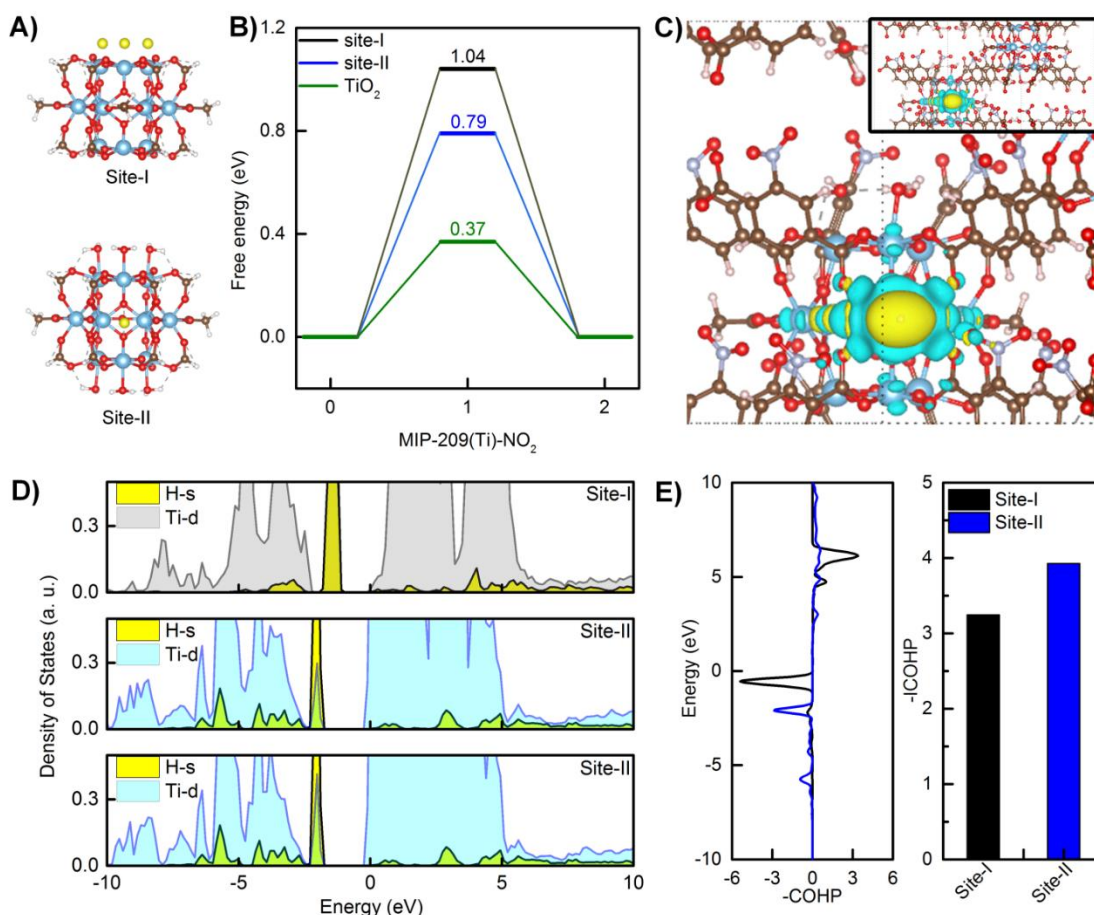 A)
Site-I
Site-II
B)
Free energy (eV)
1.2
0.8
0.4
0.0
site-I
site-II
TiO₂
1.04
0.79
0.37
0
1
2
MIP-209(Ti)-NO₂
C)
D)
Density of States (a. u.)
0.3
0.0
H-s
Ti-d
Site-I
0.3
0.0
H-s
Ti-d
Site-II
0.3
0.0
H-s
Ti-d
Site-II
-10
-5
0
5
10
Energy (eV)
E)
Energy (eV)
10
5
0
-5
-10
-6
-3
0
3
6
-COHP
-ICOHP
5
4
3
2
1
0
Site-I
Site-II
Site-I
Site-II